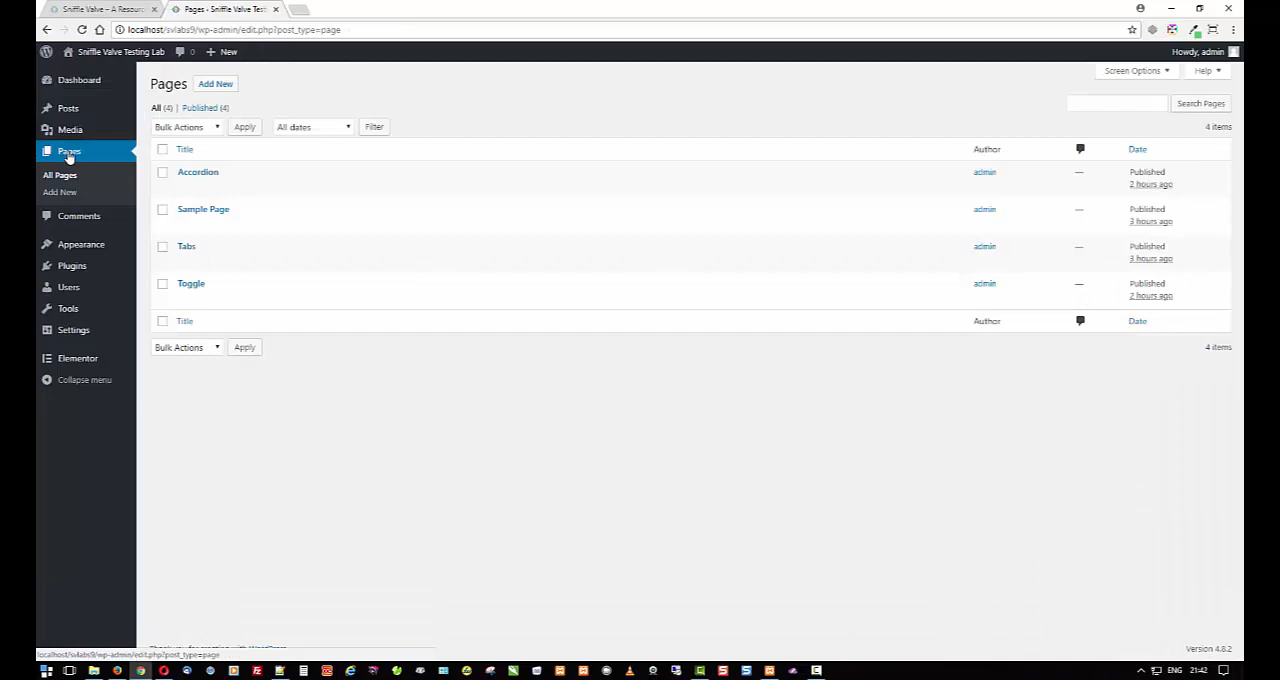 Sniffle Valve – A Resour
Pages ‹ Sniffle Valve Test
localhost/svlabs9/wp-admin/edit.php?post_type=page
Sniffle Valve Testing Lab
0
New
Howdy, admin
Dashboard
Posts
Media
Pages
All Pages
Add New
Comments
Appearance
Plugins
Users
Tools
Settings
Elementor
Collapse menu
Pages Add New
Screen Options
Help
All (4) | Published (4)
Search Pages
Bulk Actions Apply All dates Filter
4 items
Title Author Date
Accordion admin — Published
2 hours ago
Sample Page admin — Published
3 hours ago
Tabs admin — Published
3 hours ago
Toggle admin — Published
2 hours ago
Title Author Date
Bulk Actions Apply
4 items
Version 4.8.2
localhost/svlabs9/wp-admin/edit.php?post_type=page
ENG 21:42